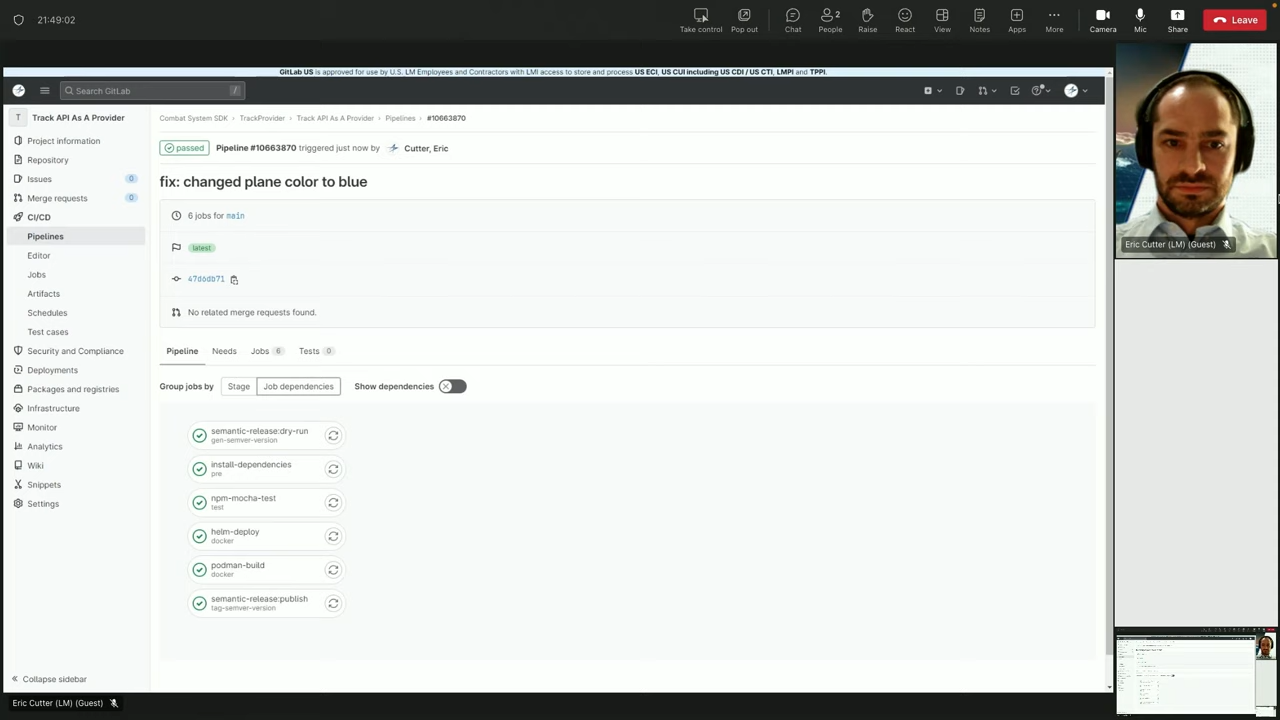 21:49:02
Take control
Pop out
Chat
2
People
Raise
React
View
Notes
Apps
More
Camera
Mic
Share
Leave
GitLab US is approved for use by U.S. LM Employees and Contractors with LMI access to store and process US ECI, US CUI including US CDI / US CTI, LMPI and TPPI.
Search GitLab /
T Track API As A Provider
Project information
Repository
Issues 0
Merge requests 0
CI/CD
Pipelines
Editor
Jobs
Artifacts
Schedules
Test cases
Security and Compliance
Deployments
Packages and registries
Infrastructure
Monitor
Analytics
Wiki
Snippets
Settings
Collapse sidebar
Combat System SDK › TrackProvider › Track API As A Provider › Pipelines › #10663870
passed Pipeline #10663870 triggered just now by Cutter, Eric
fix: changed plane color to blue
6 jobs for main
latest
47d6db71
No related merge requests found.
Pipeline Needs Jobs 6 Tests 0
Group jobs by Stage Job dependencies Show dependencies
semantic-release:dry-run
gen-semver-version
install-dependencies
pre
npm-mocha-test
test
helm-deploy
docker
podman-build
docker
semantic-release:publish
tag-semver-version
Eric Cutter (LM) (Guest)
Eric Cutter (LM) (Guest)